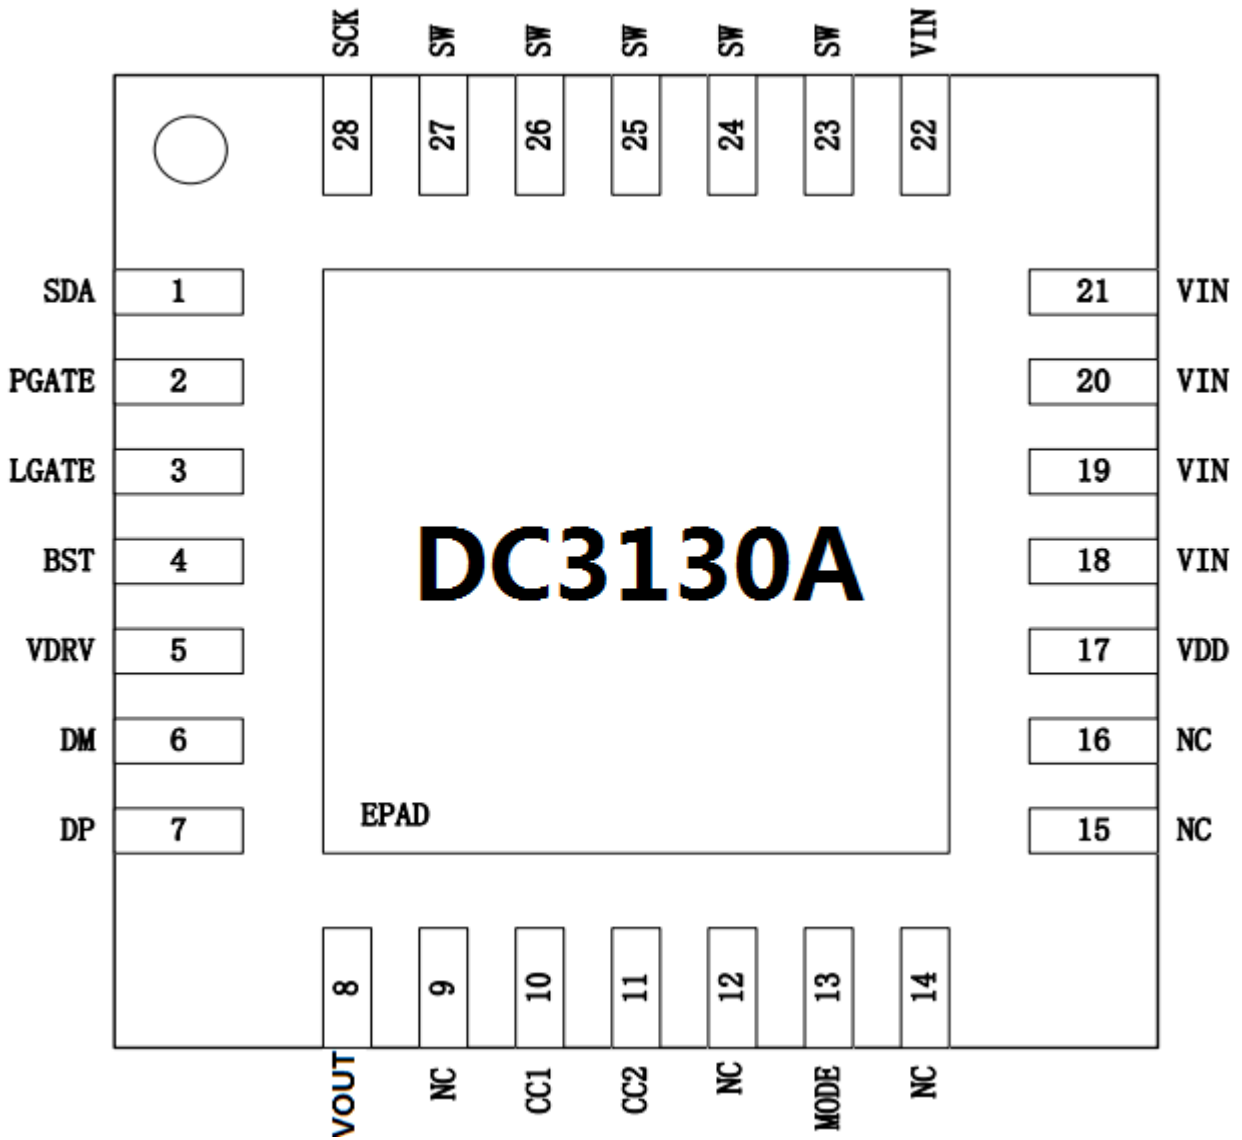 SCK SW SW SW SW SW VIN
28 27 26 25 24 23 22
SDA 1 21 VIN
PGATE 2 20 VIN
LGATE 3 19 VIN
BST 4 18 VIN
DC3130A
VDRV 5 17 VDD
DM 6 16 NC
DP 7 15 NC
EPAD
8 9 10 11 12 13 14
VOUT NC CC1 CC2 NC MODE NC